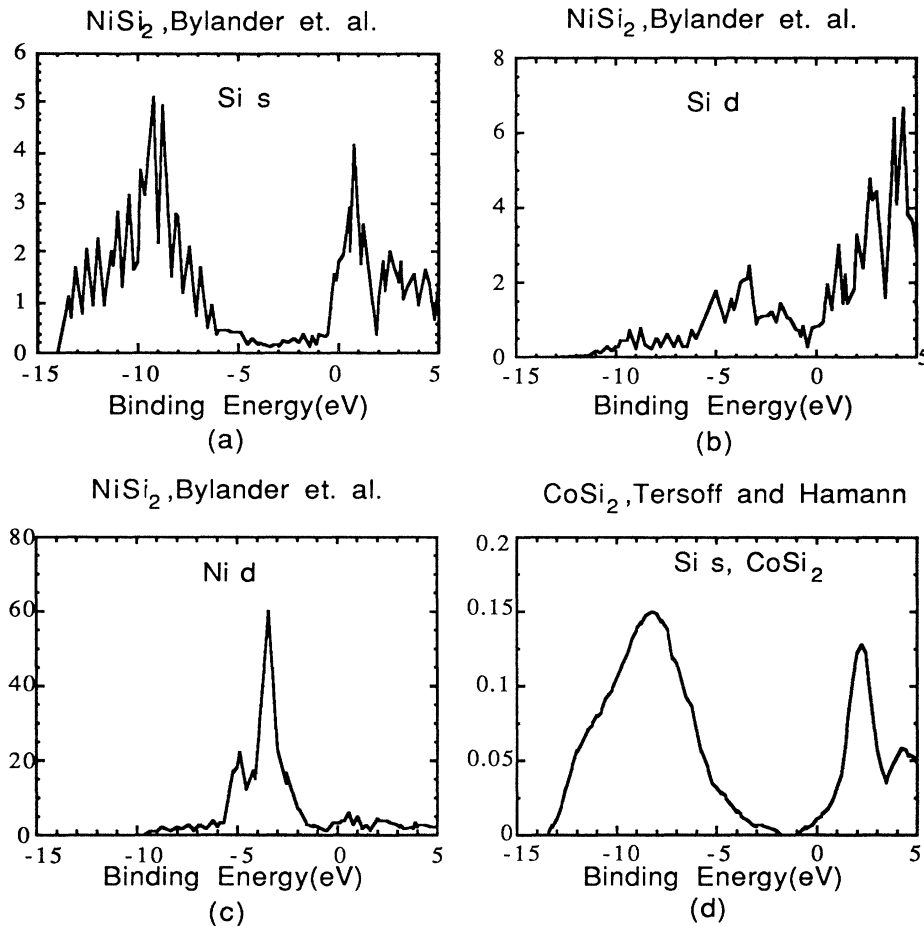 NiSi2,Bylander et. al.
6
5
4
3
2
1
0
Si s
-15
-10
-5
0
5
Binding Energy(eV)
(a)
NiSi2,Bylander et. al.
8
6
4
2
0
Si d
-15
-10
-5
0
5
Binding Energy(eV)
(b)
NiSi2,Bylander et. al.
80
60
40
20
0
Ni d
-15
-10
-5
0
5
Binding Energy(eV)
(c)
CoSi2,Tersoff and Hamann
0.2
0.15
0.1
0.05
0
Si s, CoSi2
-15
-10
-5
0
5
Binding Energy(eV)
(d)